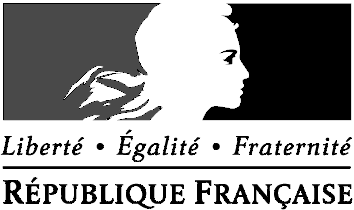 Liberté • Égalité • Fraternité
RÉPUBLIQUE FRANÇAISE